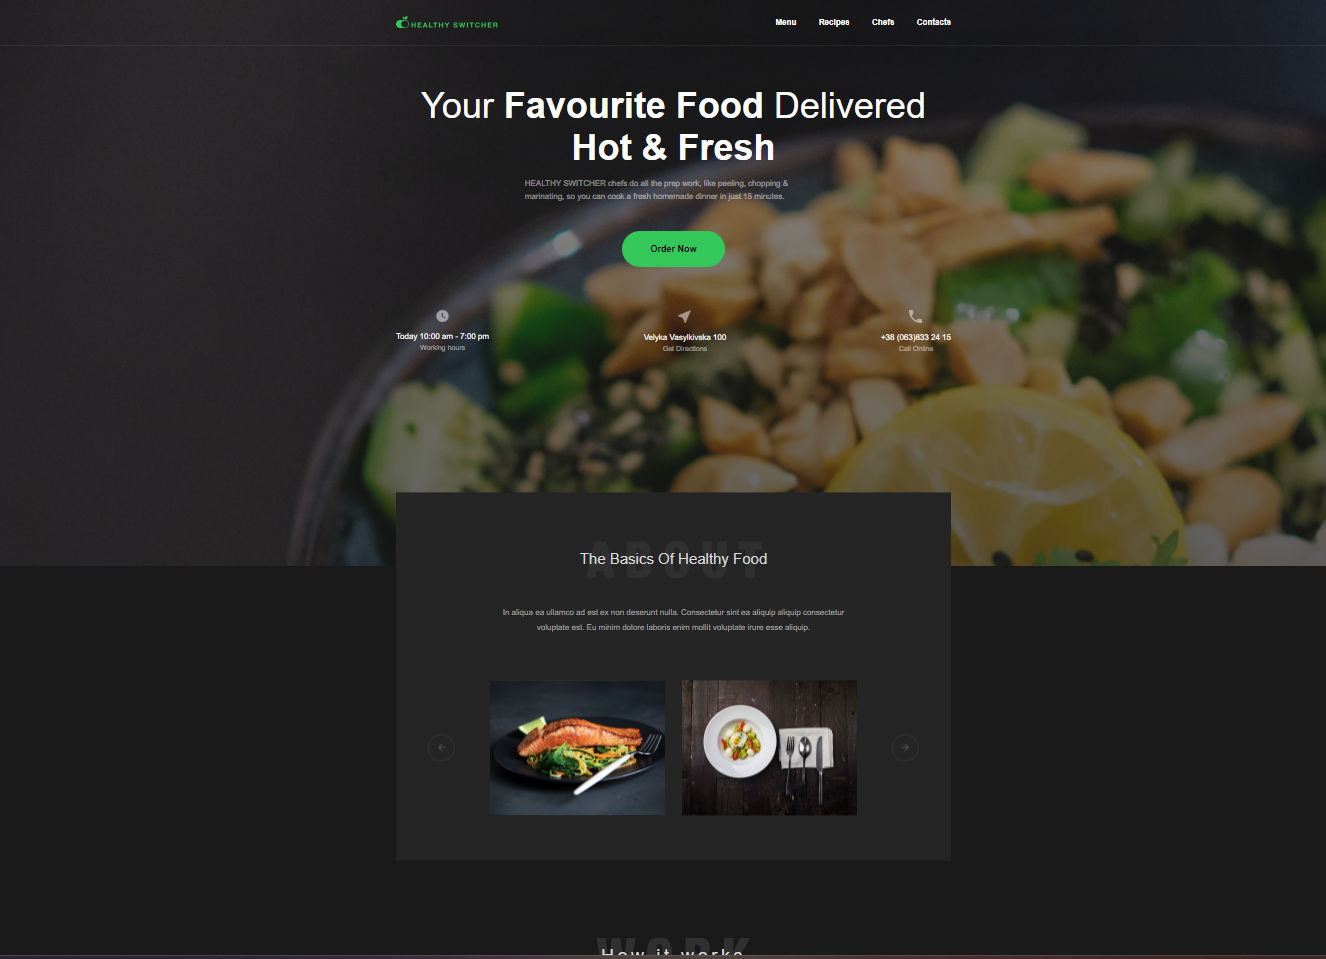 HEALTHY SWITCHER
Menu Recipes Chefs Contacts
Your Favourite Food Delivered
Hot & Fresh
HEALTHY SWITCHER chefs do all the prep work, like peeling, chopping &
marinating, so you can cook a fresh homemade dinner in just 15 minutes.
Order Now
Today 10:00 am - 7:00 pm
Working hours
Velyka Vasylkivska 100
Get Directions
+38 (063)833 24 15
Call Online
ABOUT
The Basics Of Healthy Food
In aliqua ea ullamco ad est ex non deserunt nulla. Consectetur sint ea aliquip aliquip consectetur
voluptate est. Eu minim dolore laboris enim mollit voluptate irure esse aliquip.
WORK
How it works